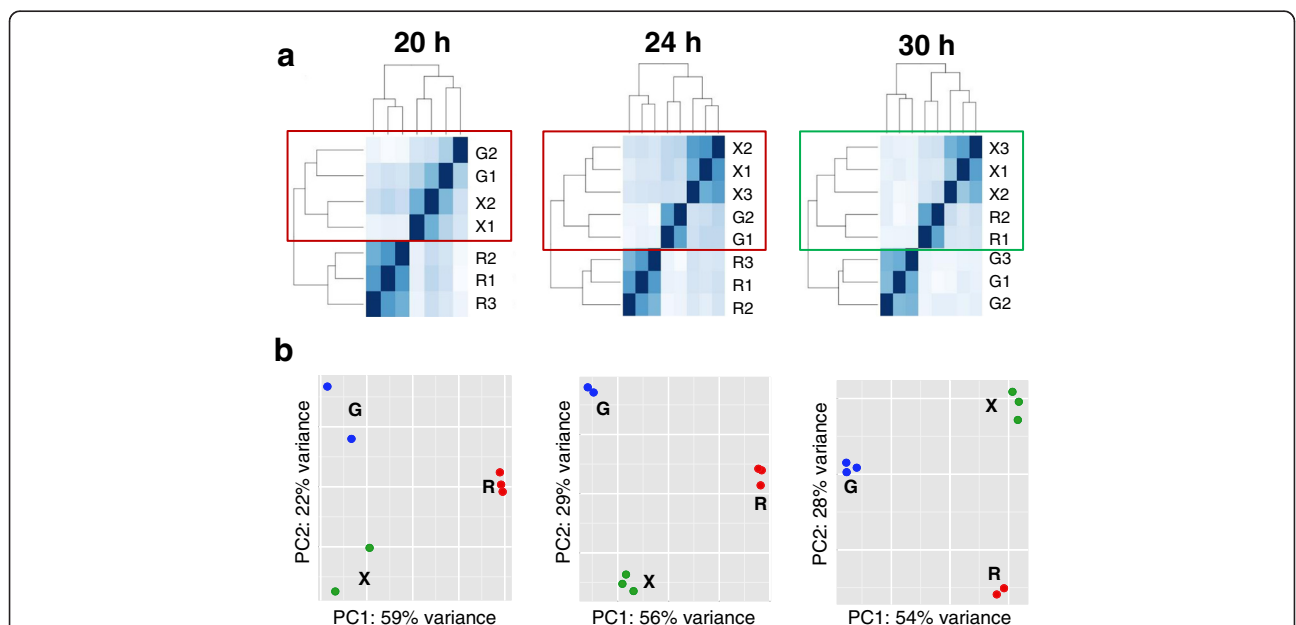 a
20 h
24 h
30 h
G2
G1
X2
X1
R2
R1
R3
X2
X1
X3
G2
G1
R3
R1
R2
X3
X1
X2
R2
R1
G3
G1
G2
b
PC2: 22% variance
G
R
X
PC1: 59% variance
PC2: 29% variance
G
R
X
PC1: 56% variance
PC2: 28% variance
X
G
R
PC1: 54% variance